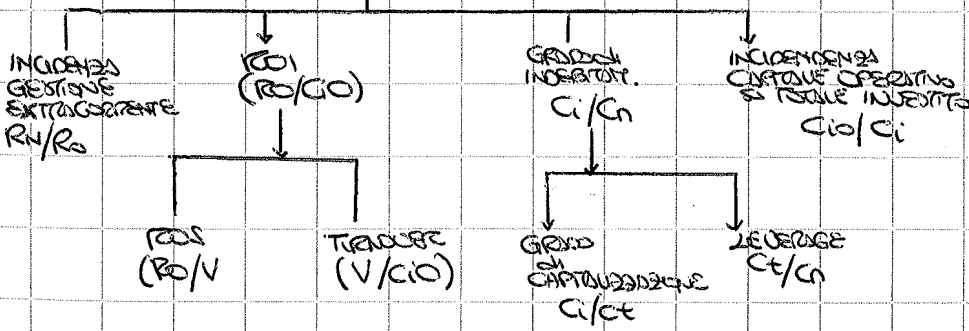 INCIDENZA
GESTIONE
EXTRACORRENTE
RN/RO
ROI
(RO/CiO)
GRADO DI
INDEBITAM.
Ci/Cn
INCIDENDENZA
CAPITALE OPERATIVO
SU TOTALE INVESTITO
Cio/Ci
ROS
(RO/V
TURNOVER
(V/CiO)
GRADO
DI
CAPITALIZZAZIONE
Ci/Ct
LEVERAGE
Ct/Cn